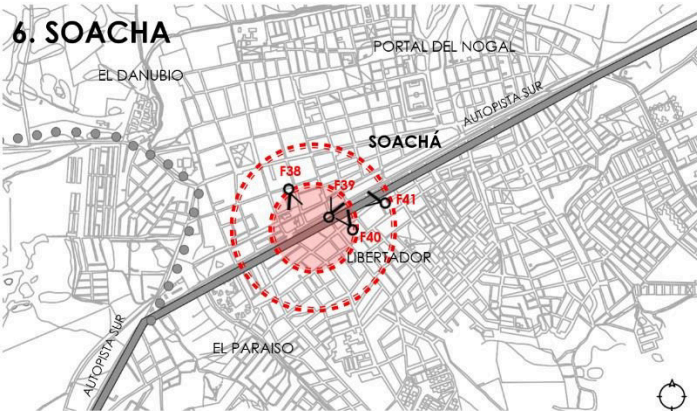 6. SOACHA
PORTAL DEL NOGAL
EL DANUBIO
AUTOPISTA SUR
SOACHÁ
F38
F39
F41
F40
LIBERTADOR
EL PARAISO
AUTOPISTA SUR